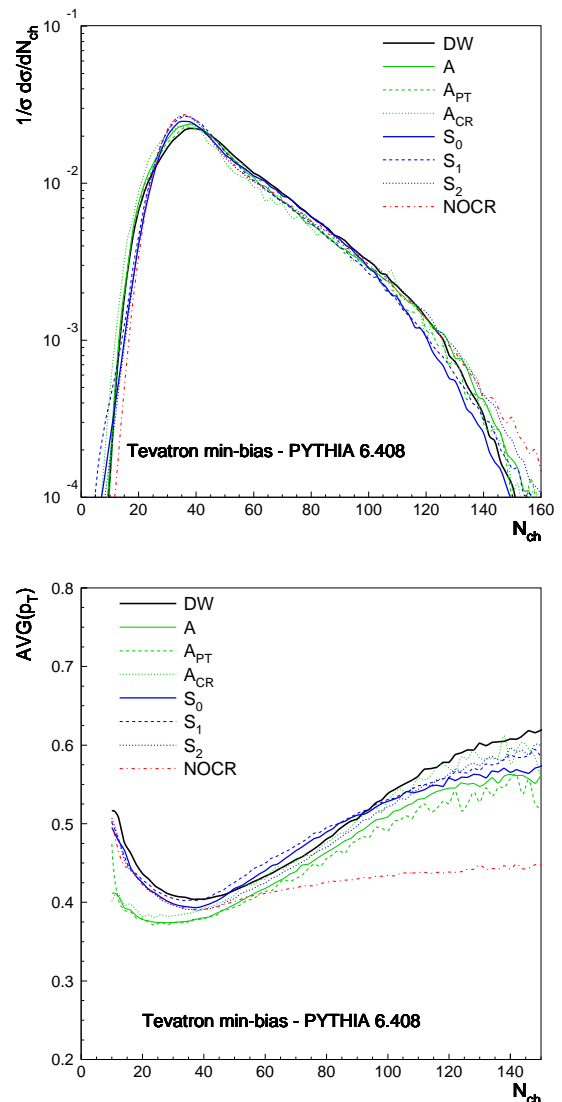 1/σ dσ/dN_ch
10^-1
10^-2
10^-3
10^-4
DW
A
A_PT
A_CR
S_0
S_1
S_2
NOCR
Tevatron min-bias - PYTHIA 6.408
0 20 40 60 80 100 120 140 160
N_ch
AVG(p_T)
0.8
0.7
0.6
0.5
0.4
0.3
0.2
DW
A
A_PT
A_CR
S_0
S_1
S_2
NOCR
Tevatron min-bias - PYTHIA 6.408
0 20 40 60 80 100 120 140
N_ch